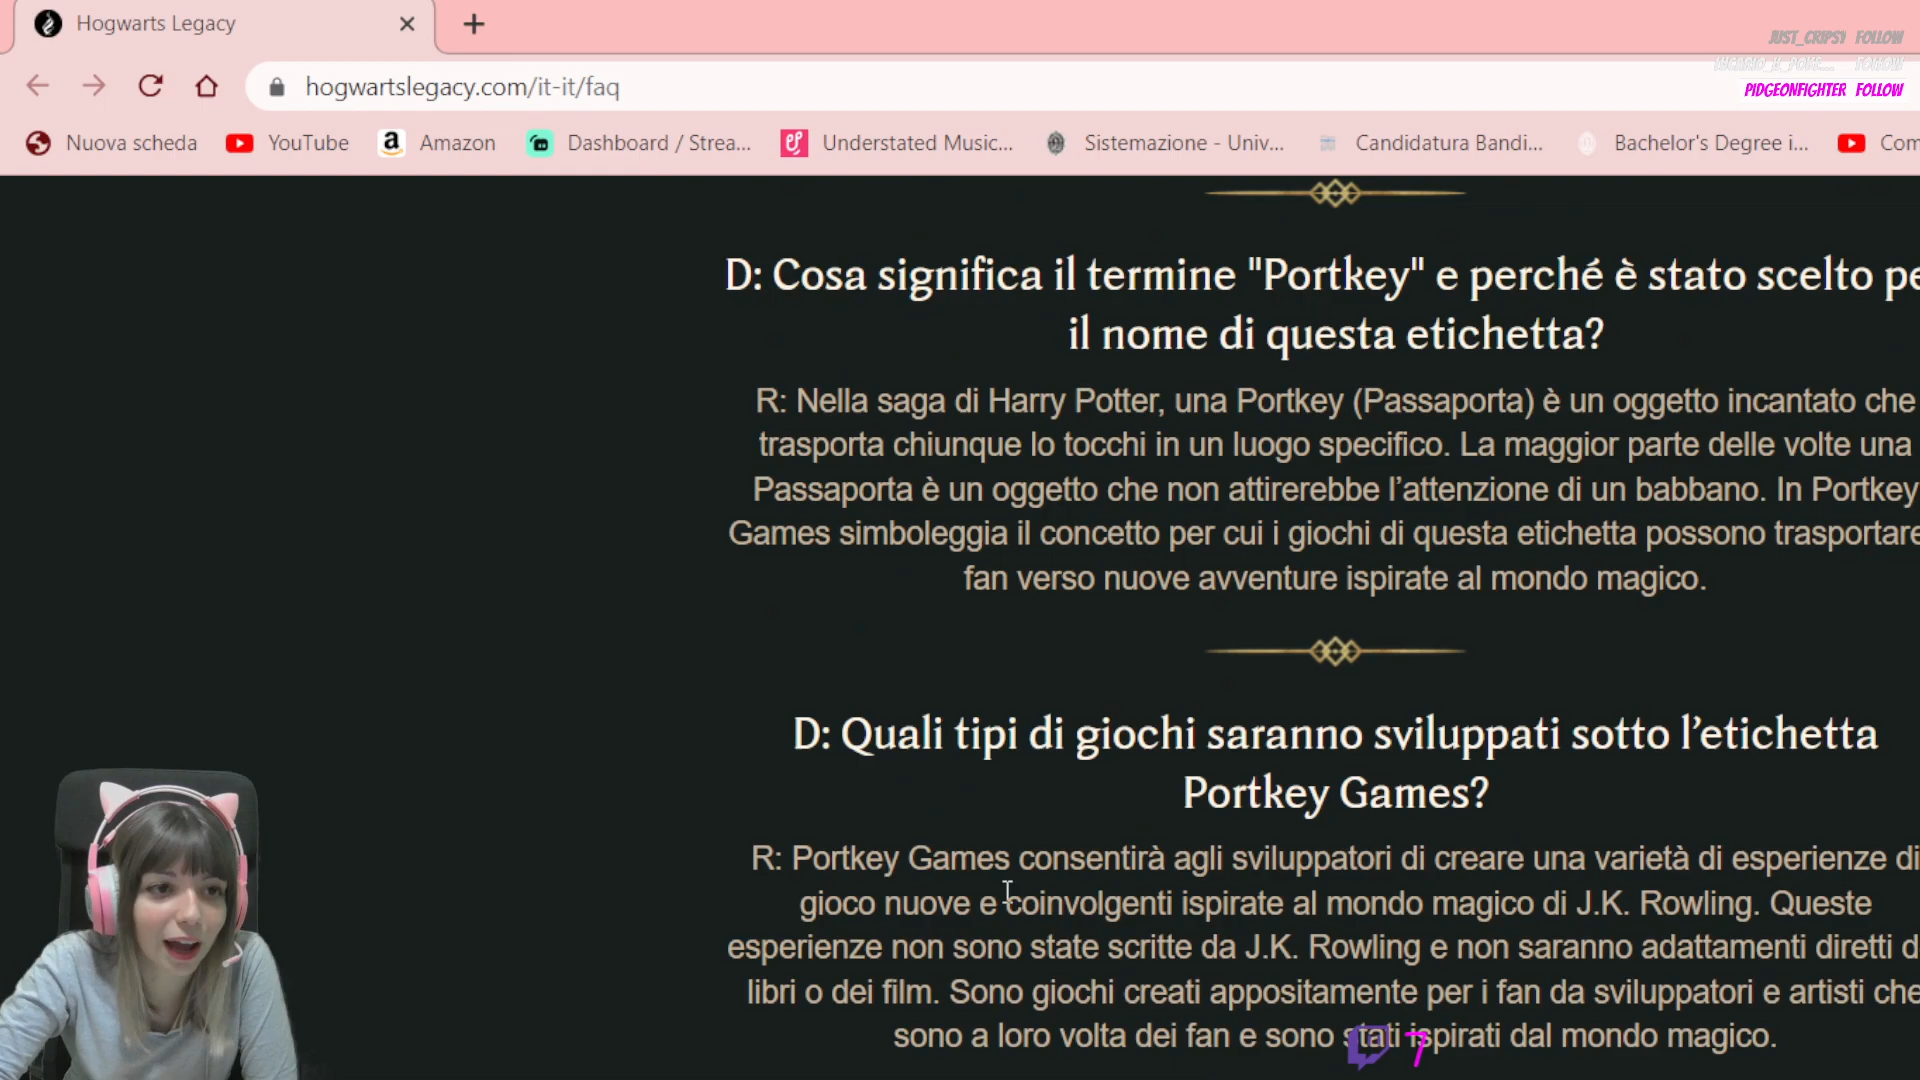 Hogwarts Legacy
JUST_CRIPSY FOLLOW
FOLLOW
hogwartslegacy.com/it-it/faq
PIDGEONFIGHTER FOLLOW
Nuova scheda YouTube Amazon Dashboard / Strea... Understated Music... Sistemazione - Univ... Candidatura Bandi... Bachelor's Degree i... Com
D: Cosa significa il termine "Portkey" e perché è stato scelto pe
il nome di questa etichetta?
R: Nella saga di Harry Potter, una Portkey (Passaporta) è un oggetto incantato che
trasporta chiunque lo tocchi in un luogo specifico. La maggior parte delle volte una
Passaporta è un oggetto che non attirerebbe l’attenzione di un babbano. In Portkey
Games simboleggia il concetto per cui i giochi di questa etichetta possono trasportare
fan verso nuove avventure ispirate al mondo magico.
D: Quali tipi di giochi saranno sviluppati sotto l’etichetta
Portkey Games?
R: Portkey Games consentirà agli sviluppatori di creare una varietà di esperienze di
gioco nuove e coinvolgenti ispirate al mondo magico di J.K. Rowling. Queste
esperienze non sono state scritte da J.K. Rowling e non saranno adattamenti diretti d
libri o dei film. Sono giochi creati appositamente per i fan da sviluppatori e artisti che
sono a loro volta dei fan e sono stati ispirati dal mondo magico.
7